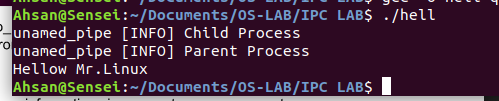 Ahsan@Sensei:~/Documents/OS-LAB/IPC LAB$ ./hell
unamed_pipe [INFO] Child Process
unamed_pipe [INFO] Parent Process
Hellow Mr.Linux
Ahsan@Sensei:~/Documents/OS-LAB/IPC LAB$